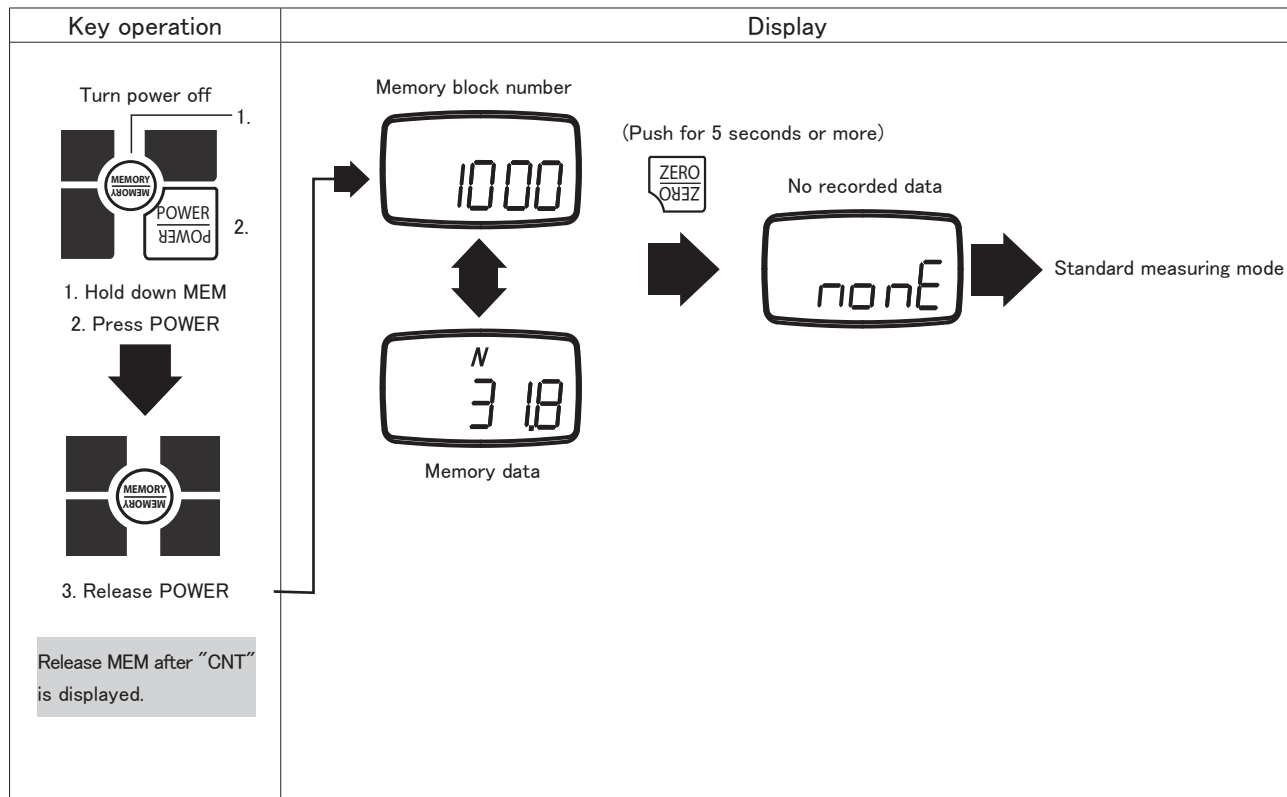 Key operation
Display
Turn power off
1.
MEMORY
MEMORY
POWER
POWER
2.
1. Hold down MEM
2. Press POWER
MEMORY
MEMORY
3. Release POWER
Release MEM after "CNT"
is displayed.
Memory block number
1000
N
31.8
Memory data
(Push for 5 seconds or more)
ZERO
ZERO
No recorded data
nonE
Standard measuring mode